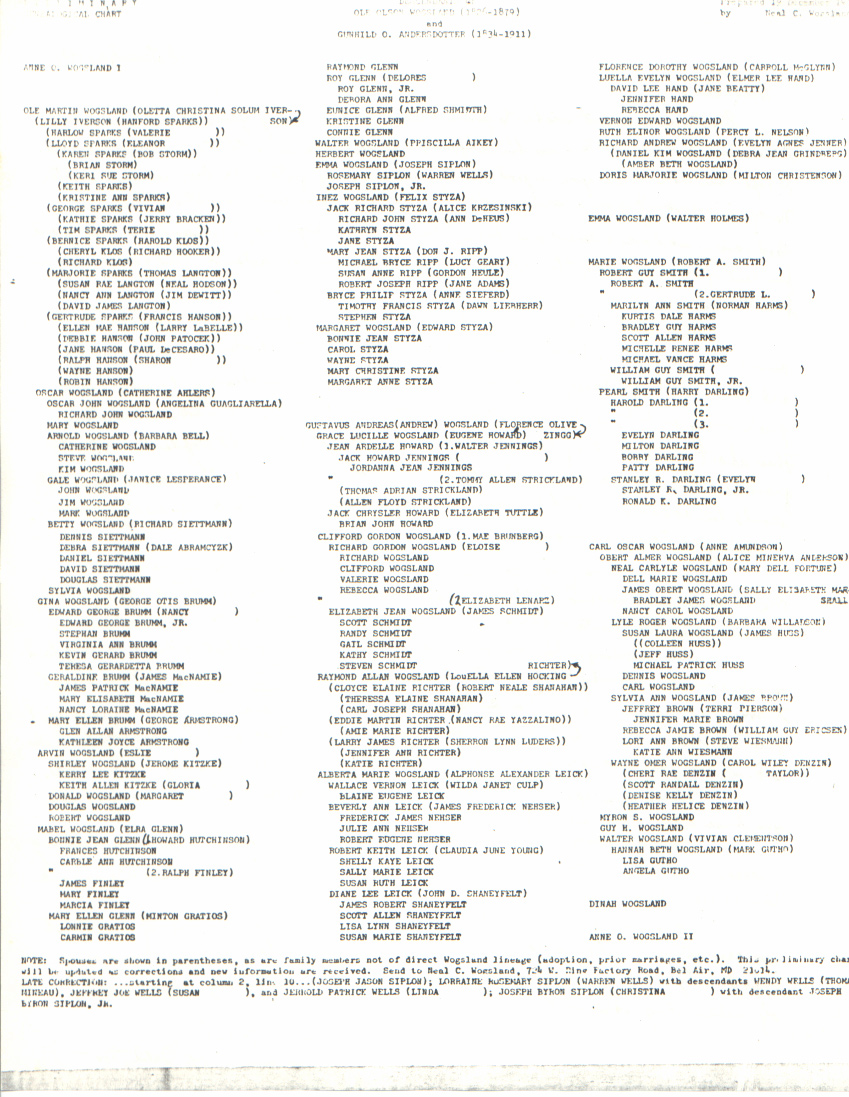 OLE OLSON WOGSLAND
by Neal C. Wogsland
and
GUNHILD O. ANDERSDOTTER (1834-1911)
ANNE O. WOGSLAND I
OLE MARTIN WOGSLAND (OLETTA CHRISTINA SOLUM IVER-
(LILLY IVERSON (HANFORD SPARKS)) SON)
(HARLOW SPARKS (VALERIE ))
(LLOYD SPARKS (ELEANOR ))
(KAREN SPARKS (BOB STORM))
(BRIAN STORM)
(KERI SUE STORM)
(KEITH SPARKS)
(KRISTINE ANN SPARKS)
(GEORGE SPARKS (VIVIAN ))
(KATHIE SPARKS (JERRY BRACKEN))
(TIM SPARKS (TERIE ))
(BERNICE SPARKS (HAROLD KLOS))
(CHERYL KLOS (RICHARD HOOKER))
(RICHARD KLOS)
(MARJORIE SPARKS (THOMAS LANGTON))
(SUSAN RAE LANGTON (NEAL HODSON))
(NANCY ANN LANGTON (JIM DEWITT))
(DAVID JAMES LANGTON)
(GERTRUDE SPARKS (FRANCIS HANSON))
(ELLEN MAE HANSON (LARRY LaBELLE))
(DEBBIE HANSON (JOHN PATOCEK))
(JANE HANSON (PAUL DeCESARO))
(RALPH HANSON (SHARON ))
(WAYNE HANSON)
(ROBIN HANSON)
OSCAR WOGSLAND (CATHERINE AHLERS)
OSCAR JOHN WOGSLAND (ANGELINA GUAGLIARELLA)
RICHARD JOHN WOGSLAND
MARY WOGSLAND
ARNOLD WOGSLAND (BARBARA BELL)
CATHERINE WOGSLAND
STEVE WOGSLAND
KIM WOGSLAND
GALE WOGSLAND (JANICE LESPERANCE)
JOHN WOGSLAND
JIM WOGSLAND
MARK WOGSLAND
BETTY WOGSLAND (RICHARD SIETTMANN)
DENNIS SIETTMANN
DEBRA SIETTMANN (DALE ABRAMCYZK)
DANIEL SIETTMANN
DAVID SIETTMANN
DOUGLAS SIETTMANN
SYLVIA WOGSLAND
GINA WOGSLAND (GEORGE OTIS BRUMM)
EDWARD GEORGE BRUMM (NANCY )
EDWARD GEORGE BRUMM, JR.
STEPHAN BRUMM
VIRGINIA ANN BRUMM
KEVIN GERARD BRUMM
TERESA GERARDETTA BRUMM
GERALDINE BRUMM (JAMES MacNAMIE)
JAMES PATRICK MacNAMIE
MARY ELISABETH MacNAMIE
NANCY LORAINE MacNAMIE
MARY ELLEN BRUMM (GEORGE ARMSTRONG)
GLEN ALLAN ARMSTRONG
KATHLEEN JOYCE ARMSTRONG
ARVIN WOGSLAND (ESLIE )
SHIRLEY WOGSLAND (JEROME KITZKE)
KERRY LEE KITZKE
KEITH ALLEN KITZKE (GLORIA )
DONALD WOGSLAND (MARGARET )
DOUGLAS WOGSLAND
ROBERT WOGSLAND
MABEL WOGSLAND (ELRA GLENN)
BONNIE JEAN GLENN (1.HOWARD HUTCHINSON)
FRANCES HUTCHINSON
CARBLE ANN HUTCHINSON
" (2.RALPH FINLEY)
JAMES FINLEY
MARY FINLEY
MARCIA FINLEY
MARY ELLEN GLENN (MINTON GRATIOS)
LONNIE GRATIOS
CARMIN GRATIOS
RAYMOND GLENN
ROY GLENN (DELORES )
ROY GLENN, JR.
DEBORA ANN GLENN
EUNICE GLENN (ALFRED SHMIDTH)
KRISTINE GLENN
CONNIE GLENN
WALTER WOGSLAND (PRISCILLA AIKEY)
HERBERT WOGSLAND
EMMA WOGSLAND (JOSEPH SIPLON)
ROSEMARY SIPLON (WARREN WELLS)
JOSEPH SIPLON, JR.
INEZ WOGSLAND (FELIX STYZA)
JACK RICHARD STYZA (ALICE KRZESINSKI)
RICHARD JOHN STYZA (ANN DeHEUS)
KATHRYN STYZA
JANE STYZA
MARY JEAN STYZA (DON J. RIPP)
MICHAEL BRYCE RIPP (LUCY GEARY)
SUSAN ANNE RIPP (GORDON HEULE)
ROBERT JOSEPH RIPP (JANE ADAMS)
BRYCE PHILIP STYZA (ANNE SIEFERD)
TIMOTHY FRANCIS STYZA (DAWN LIERHERR)
STEPHEN STYZA
MARGARET WOGSLAND (EDWARD STYZA)
BONNIE JEAN STYZA
CAROL STYZA
WAYNE STYZA
MARY CHRISTINE STYZA
MARGARET ANNE STYZA
GUSTAVUS ANDREAS(ANDREW) WOGSLAND (FLORENCE OLIVE
GRACE LUCILLE WOGSLAND (EUGENE HOWARD) ZINGG)
JEAN ARDELLE HOWARD (1.WALTER JENNINGS)
JACK HOWARD JENNINGS ( )
JORDANNA JEAN JENNINGS
" (2.TOMMY ALLEN STRICKLAND)
(THOMAS ADRIAN STRICKLAND)
(ALLEN FLOYD STRICKLAND)
JACK CHRYSLER HOWARD (ELIZABETH TUTTLE)
BRIAN JOHN HOWARD
CLIFFORD GORDON WOGSLAND (1.MAE BRUNBERG)
RICHARD GORDON WOGSLAND (ELOISE )
RICHARD WOGSLAND
CLIFFORD WOGSLAND
VALERIE WOGSLAND
REBECCA WOGSLAND
" (2.ELIZABETH LENARZ)
ELIZABETH JEAN WOGSLAND (JAMES SCHMIDT)
SCOTT SCHMIDT
RANDY SCHMIDT
GAIL SCHMIDT
KATHY SCHMIDT
STEVEN SCHMIDT RICHTER)
RAYMOND ALLAN WOGSLAND (LouELLA ELLEN HOCKING
(CLOYCE ELAINE RICHTER (ROBERT NEALE SHANAHAN))
(THERESSA ELAINE SHANAHAN)
(CARL JOSEPH SHANAHAN)
(EDDIE MARTIN RICHTER (NANCY RAE YAZZALINO))
(AMIE MARIE RICHTER)
(LARRY JAMES RICHTER (SHERRON LYNN LUDERS))
(JENNIFER ANN RICHTER)
(KATIE RICHTER)
ALBERTA MARIE WOGSLAND (ALPHONSE ALEXANDER LEICK)
WALLACE VERNON LEICK (WILDA JANET CULP)
BLAINE EUGENE LEICK
BEVERLY ANN LEICK (JAMES FREDERICK NEHSER)
FREDERICK JAMES NEHSER
JULIE ANN NEHSER
ROBERT EUGENE NEHSER
ROBERT KEITH LEICK (CLAUDIA JUNE YOUNG)
SHELLY KAYE LEICK
SALLY MARIE LEICK
SUSAN RUTH LEICK
DIANE LEE LEICK (JOHN D. SHANEYFELT)
JAMES ROBERT SHANEYFELT
SCOTT ALLEN SHANEYFELT
LISA LYNN SHANEYFELT
SUSAN MARIE SHANEYFELT
FLORENCE DOROTHY WOGSLAND (CARROLL McGLYNN)
LUELLA EVELYN WOGSLAND (ELMER LEE HAND)
DAVID LEE HAND (JANE BEATTY)
JENNIFER HAND
REBECCA HAND
VERNON EDWARD WOGSLAND
RUTH ELINOR WOGSLAND (PERCY L. NELSON)
RICHARD ANDREW WOGSLAND (EVELYN AGNES JENNER)
(DANIEL KIM WOGSLAND (DEBRA JEAN GRINDBERG)
(AMBER BETH WOGSLAND)
DORIS MARJORIE WOGSLAND (MILTON CHRISTENSON)
EMMA WOGSLAND (WALTER HOLMES)
MARIE WOGSLAND (ROBERT A. SMITH)
ROBERT GUY SMITH (1. )
ROBERT A. SMITH
" (2.GERTRUDE L. )
MARILYN ANN SMITH (NORMAN HARMS)
KURTIS DALE HARMS
BRADLEY GUY HARMS
SCOTT ALLEN HARMS
MICHELLE RENEE HARMS
MICHAEL VANCE HARMS
WILLIAM GUY SMITH ( )
WILLIAM GUY SMITH, JR.
PEARL SMITH (HARRY DARLING)
HAROLD DARLING (1. )
" (2. )
" (3. )
EVELYN DARLING
MILTON DARLING
BOBBY DARLING
PATTY DARLING
STANLEY R. DARLING (EVELYN )
STANLEY R. DARLING, JR.
RONALD K. DARLING
CARL OSCAR WOGSLAND (ANNE AMUNDSON)
OBERT ALMER WOGSLAND (ALICE MINERVA ANDERSON)
NEAL CARLYLE WOGSLAND (MARY DELL FORTUNE)
DELL MARIE WOGSLAND
JAMES OBERT WOGSLAND (SALLY ELISABETH MAR
BRADLEY JAMES WOGSLAND SHALL
NANCY CAROL WOGSLAND
LYLE ROGER WOGSLAND (BARBARA WILLATSON)
SUSAN LAURA WOGSLAND (JAMES HUSS)
((COLLEEN HUSS))
(JEFF HUSS)
MICHAEL PATRICK HUSS
DENNIS WOGSLAND
CARL WOGSLAND
SYLVIA ANN WOGSLAND (JAMES BROWN)
JEFFREY BROWN (TERRI PIERSON)
JENNIFER MARIE BROWN
REBECCA JAMIE BROWN (WILLIAM GUY ERICSEN)
LORI ANN BROWN (STEVE WIESMANN)
KATIE ANN WIESMANN
WAYNE OMER WOGSLAND (CAROL WILEY DENZIN)
(CHERI RAE DENZIN ( TAYLOR))
(SCOTT RANDALL DENZIN)
(DENISE KELLY DENZIN)
(HEATHER HELICE DENZIN)
MYRON S. WOGSLAND
GUY H. WOGSLAND
WALTER WOGSLAND (VIVIAN CLEMENTSON)
HANNAH BETH WOGSLAND (MARK GUTHO)
LISA GUTHO
ANGELA GUTHO
DINAH WOGSLAND
ANNE O. WOGSLAND II
NOTE: Spouses are shown in parentheses, as are family members not of direct Wogsland lineage (adoption, prior marriages, etc.). This preliminary char
will be updated as corrections and new information are received. Send to Neal C. Wogsland, Mine Factory Road, Bel Air, MD
LATE CORRECTION: ...starting at column 2, line 10...(JOSEPH JASON SIPLON); LORRAINE ROSEMARY SIPLON (WARREN WELLS) with descendants WENDY WELLS (THOM
MINEAU), JEFFREY JOE WELLS (SUSAN ), and JERROLD PATRICK WELLS (LINDA ); JOSEPH BYRON SIPLON (CHRISTINA ) with descendant JOSEPH
BYRON SIPLON, JR.